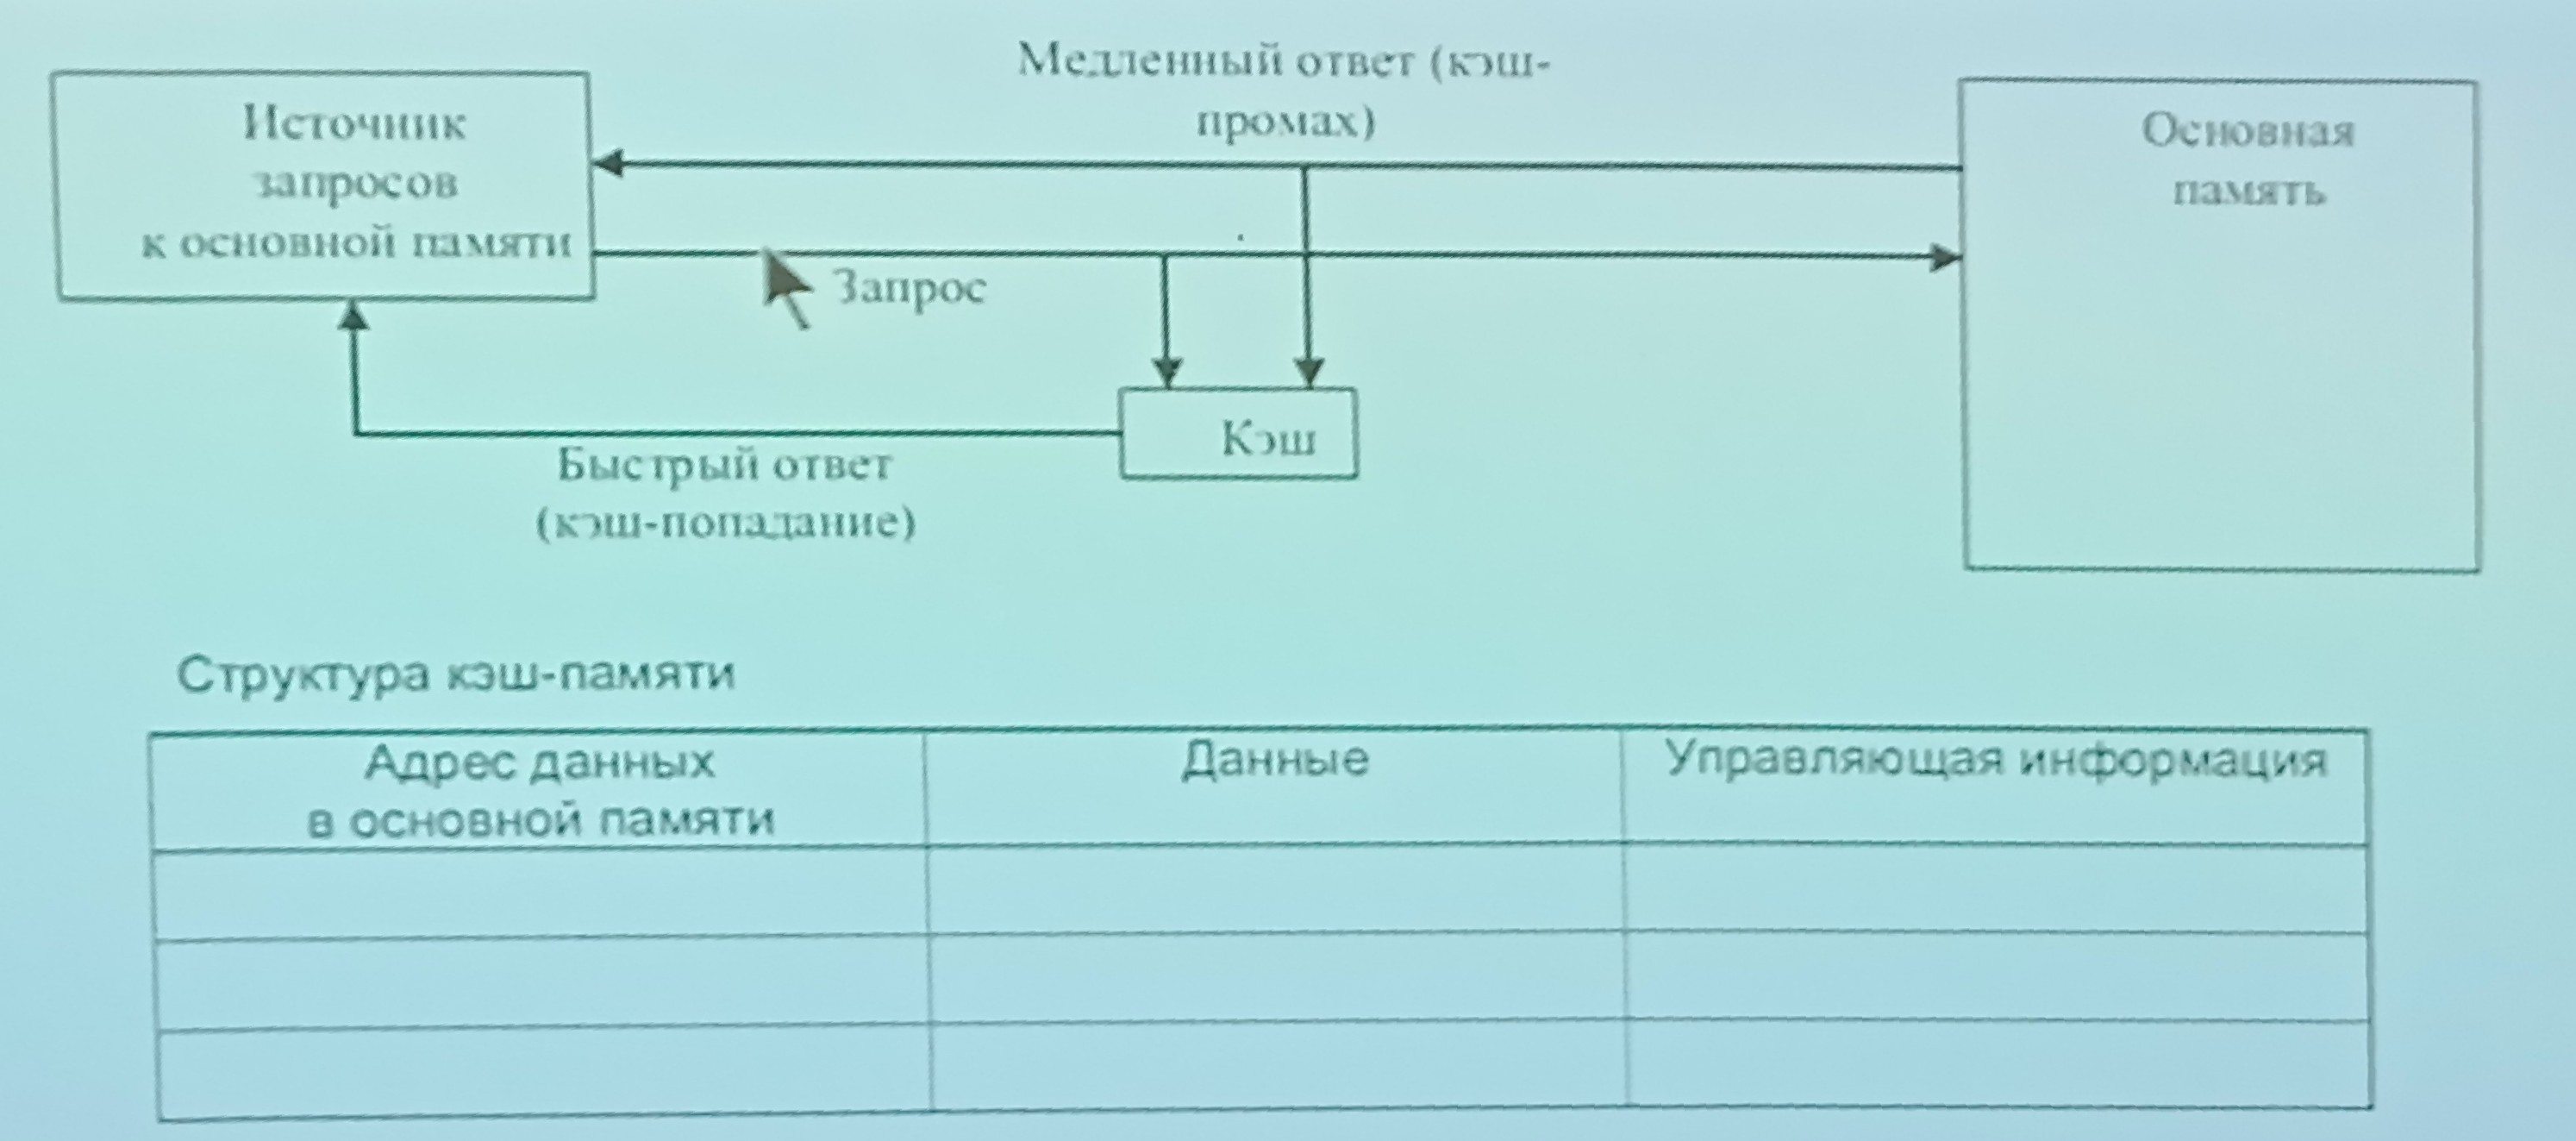 Медленный ответ (кэш-
промах)
Источник
запросов
к основной памяти
Основная
память
Запрос
Кэш
Быстрый ответ
(кэш-попадание)
Структура кэш-памяти
Адрес данных
в основной памяти
Данные
Управляющая информация